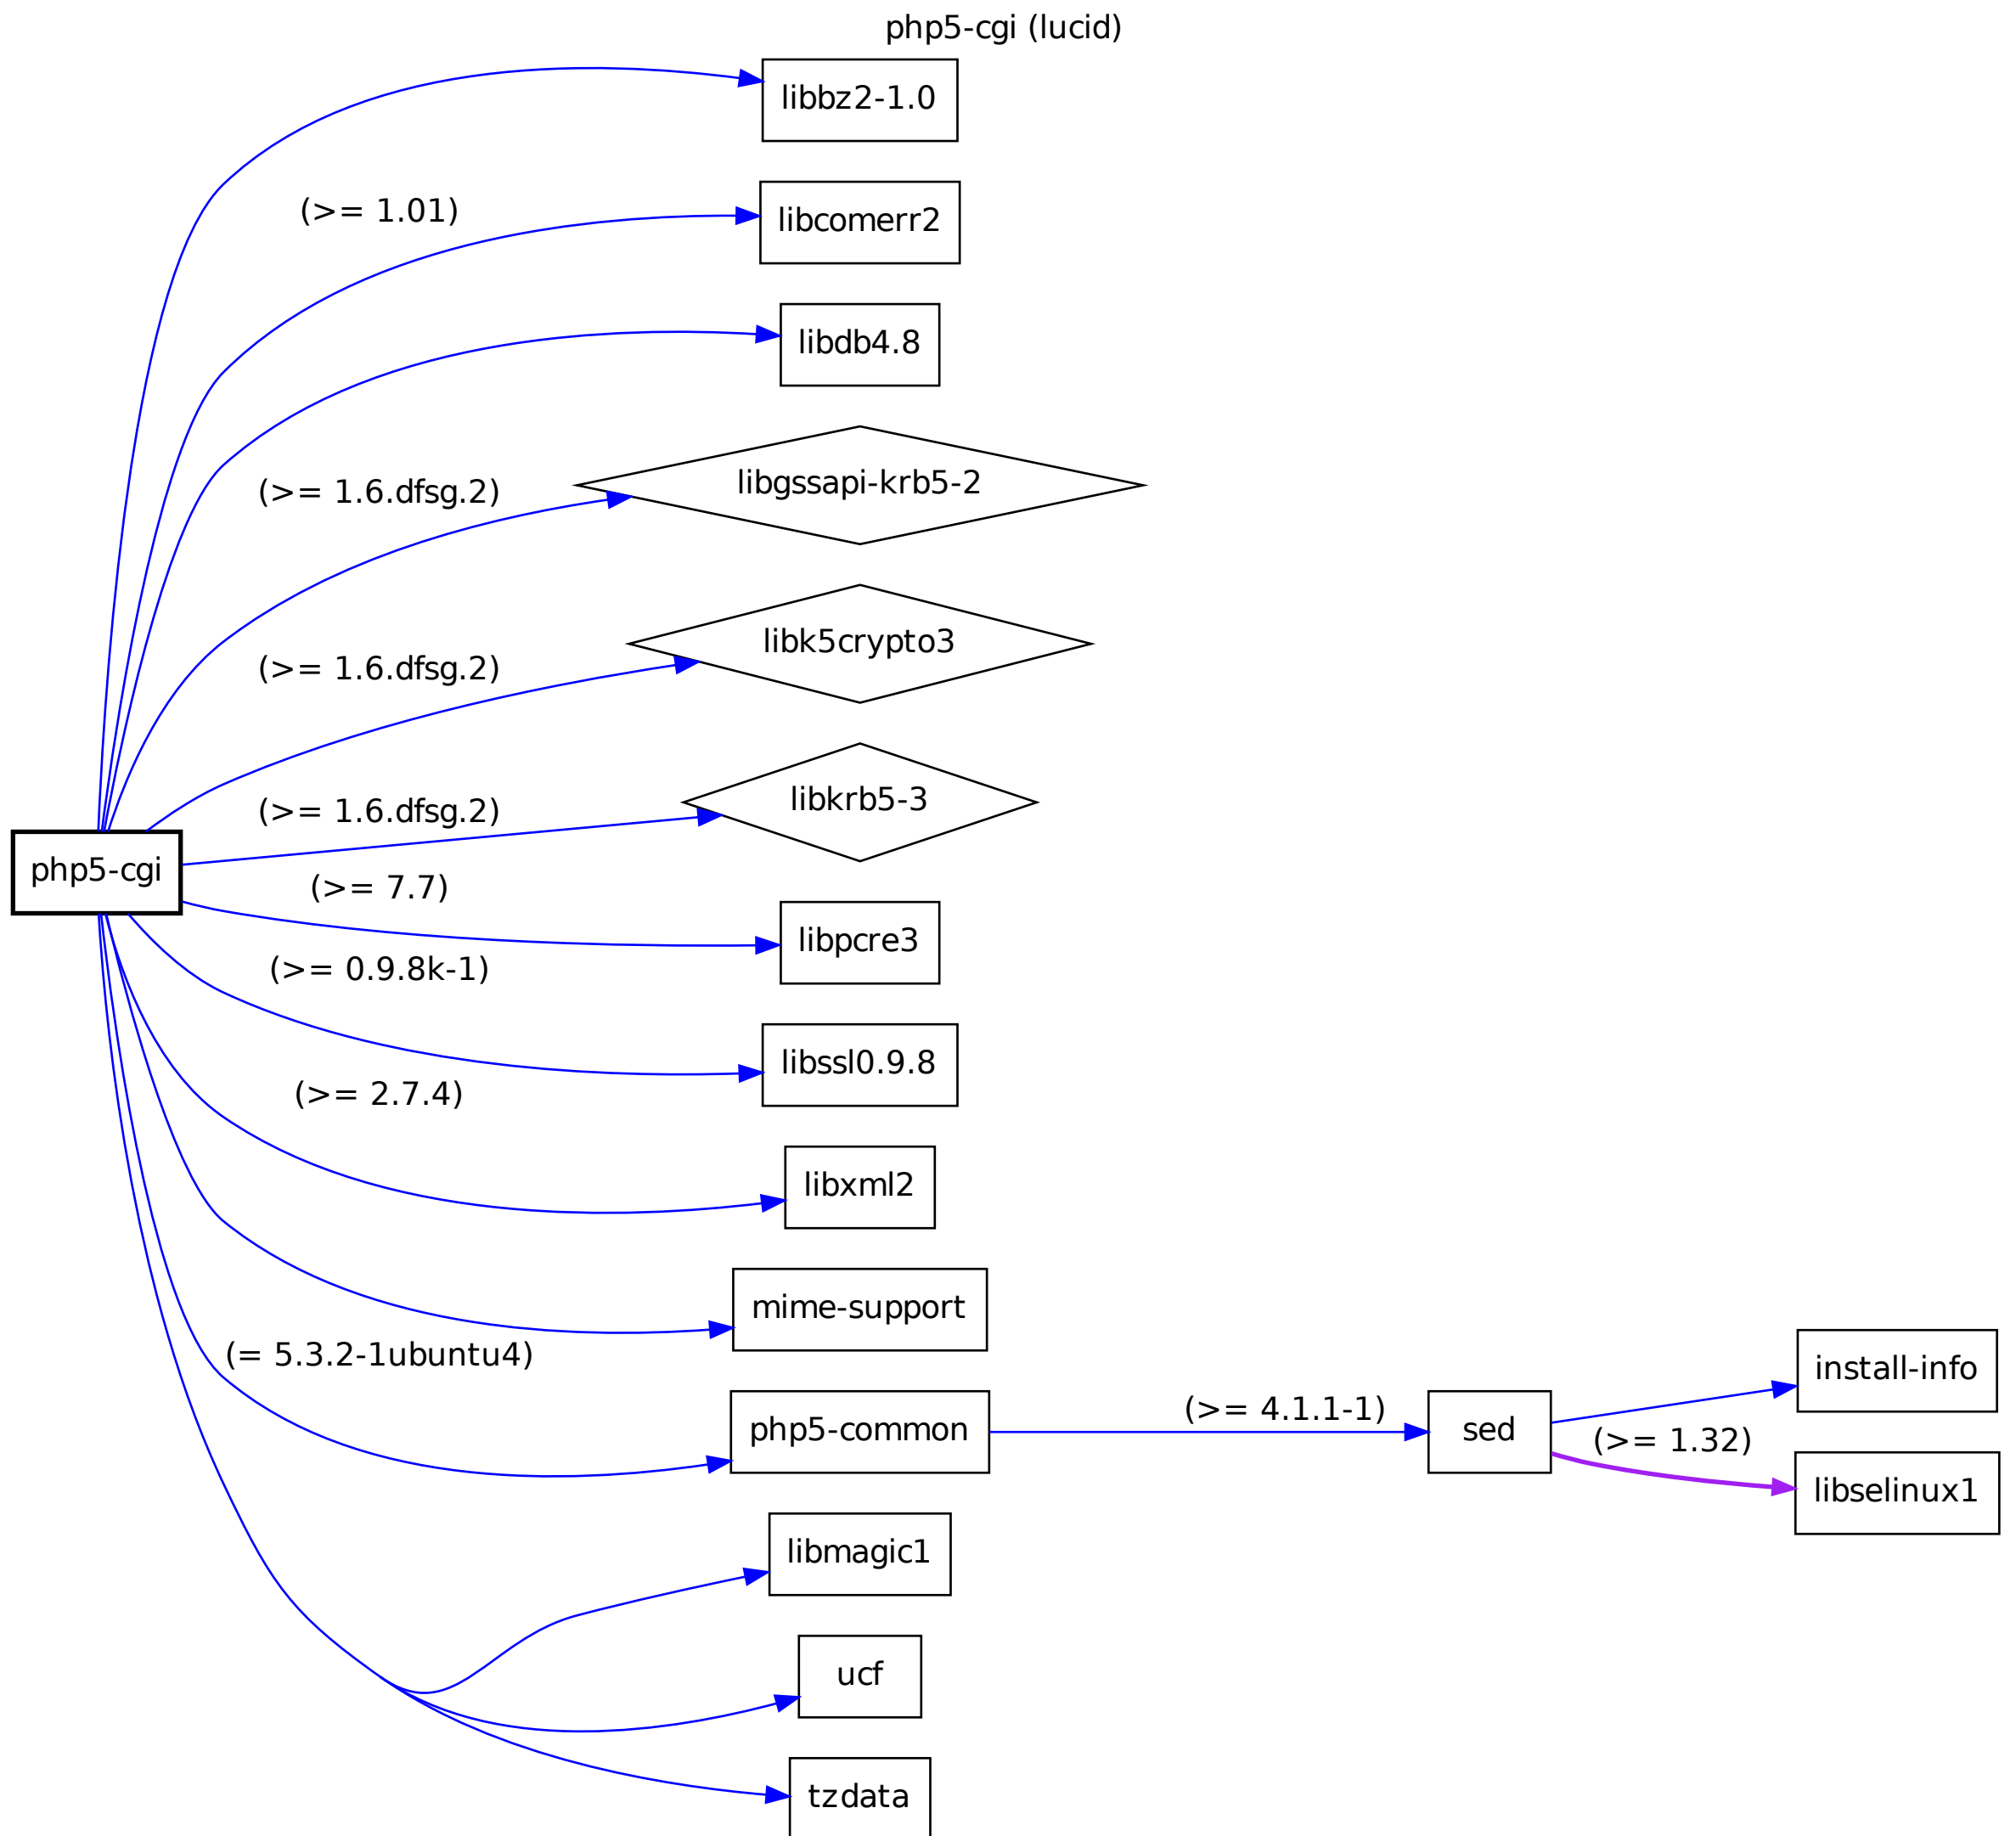 php5-cgi (lucid)
libbz2-1.0
(>= 1.01)
libcomerr2
libdb4.8
(>= 1.6.dfsg.2)
libgssapi-krb5-2
(>= 1.6.dfsg.2)
libk5crypto3
(>= 1.6.dfsg.2)
libkrb5-3
php5-cgi
(>= 7.7)
libpcre3
(>= 0.9.8k-1)
libssl0.9.8
(>= 2.7.4)
libxml2
mime-support
(= 5.3.2-1ubuntu4)
php5-common
(>= 4.1.1-1)
sed
install-info
(>= 1.32)
libselinux1
libmagic1
ucf
tzdata